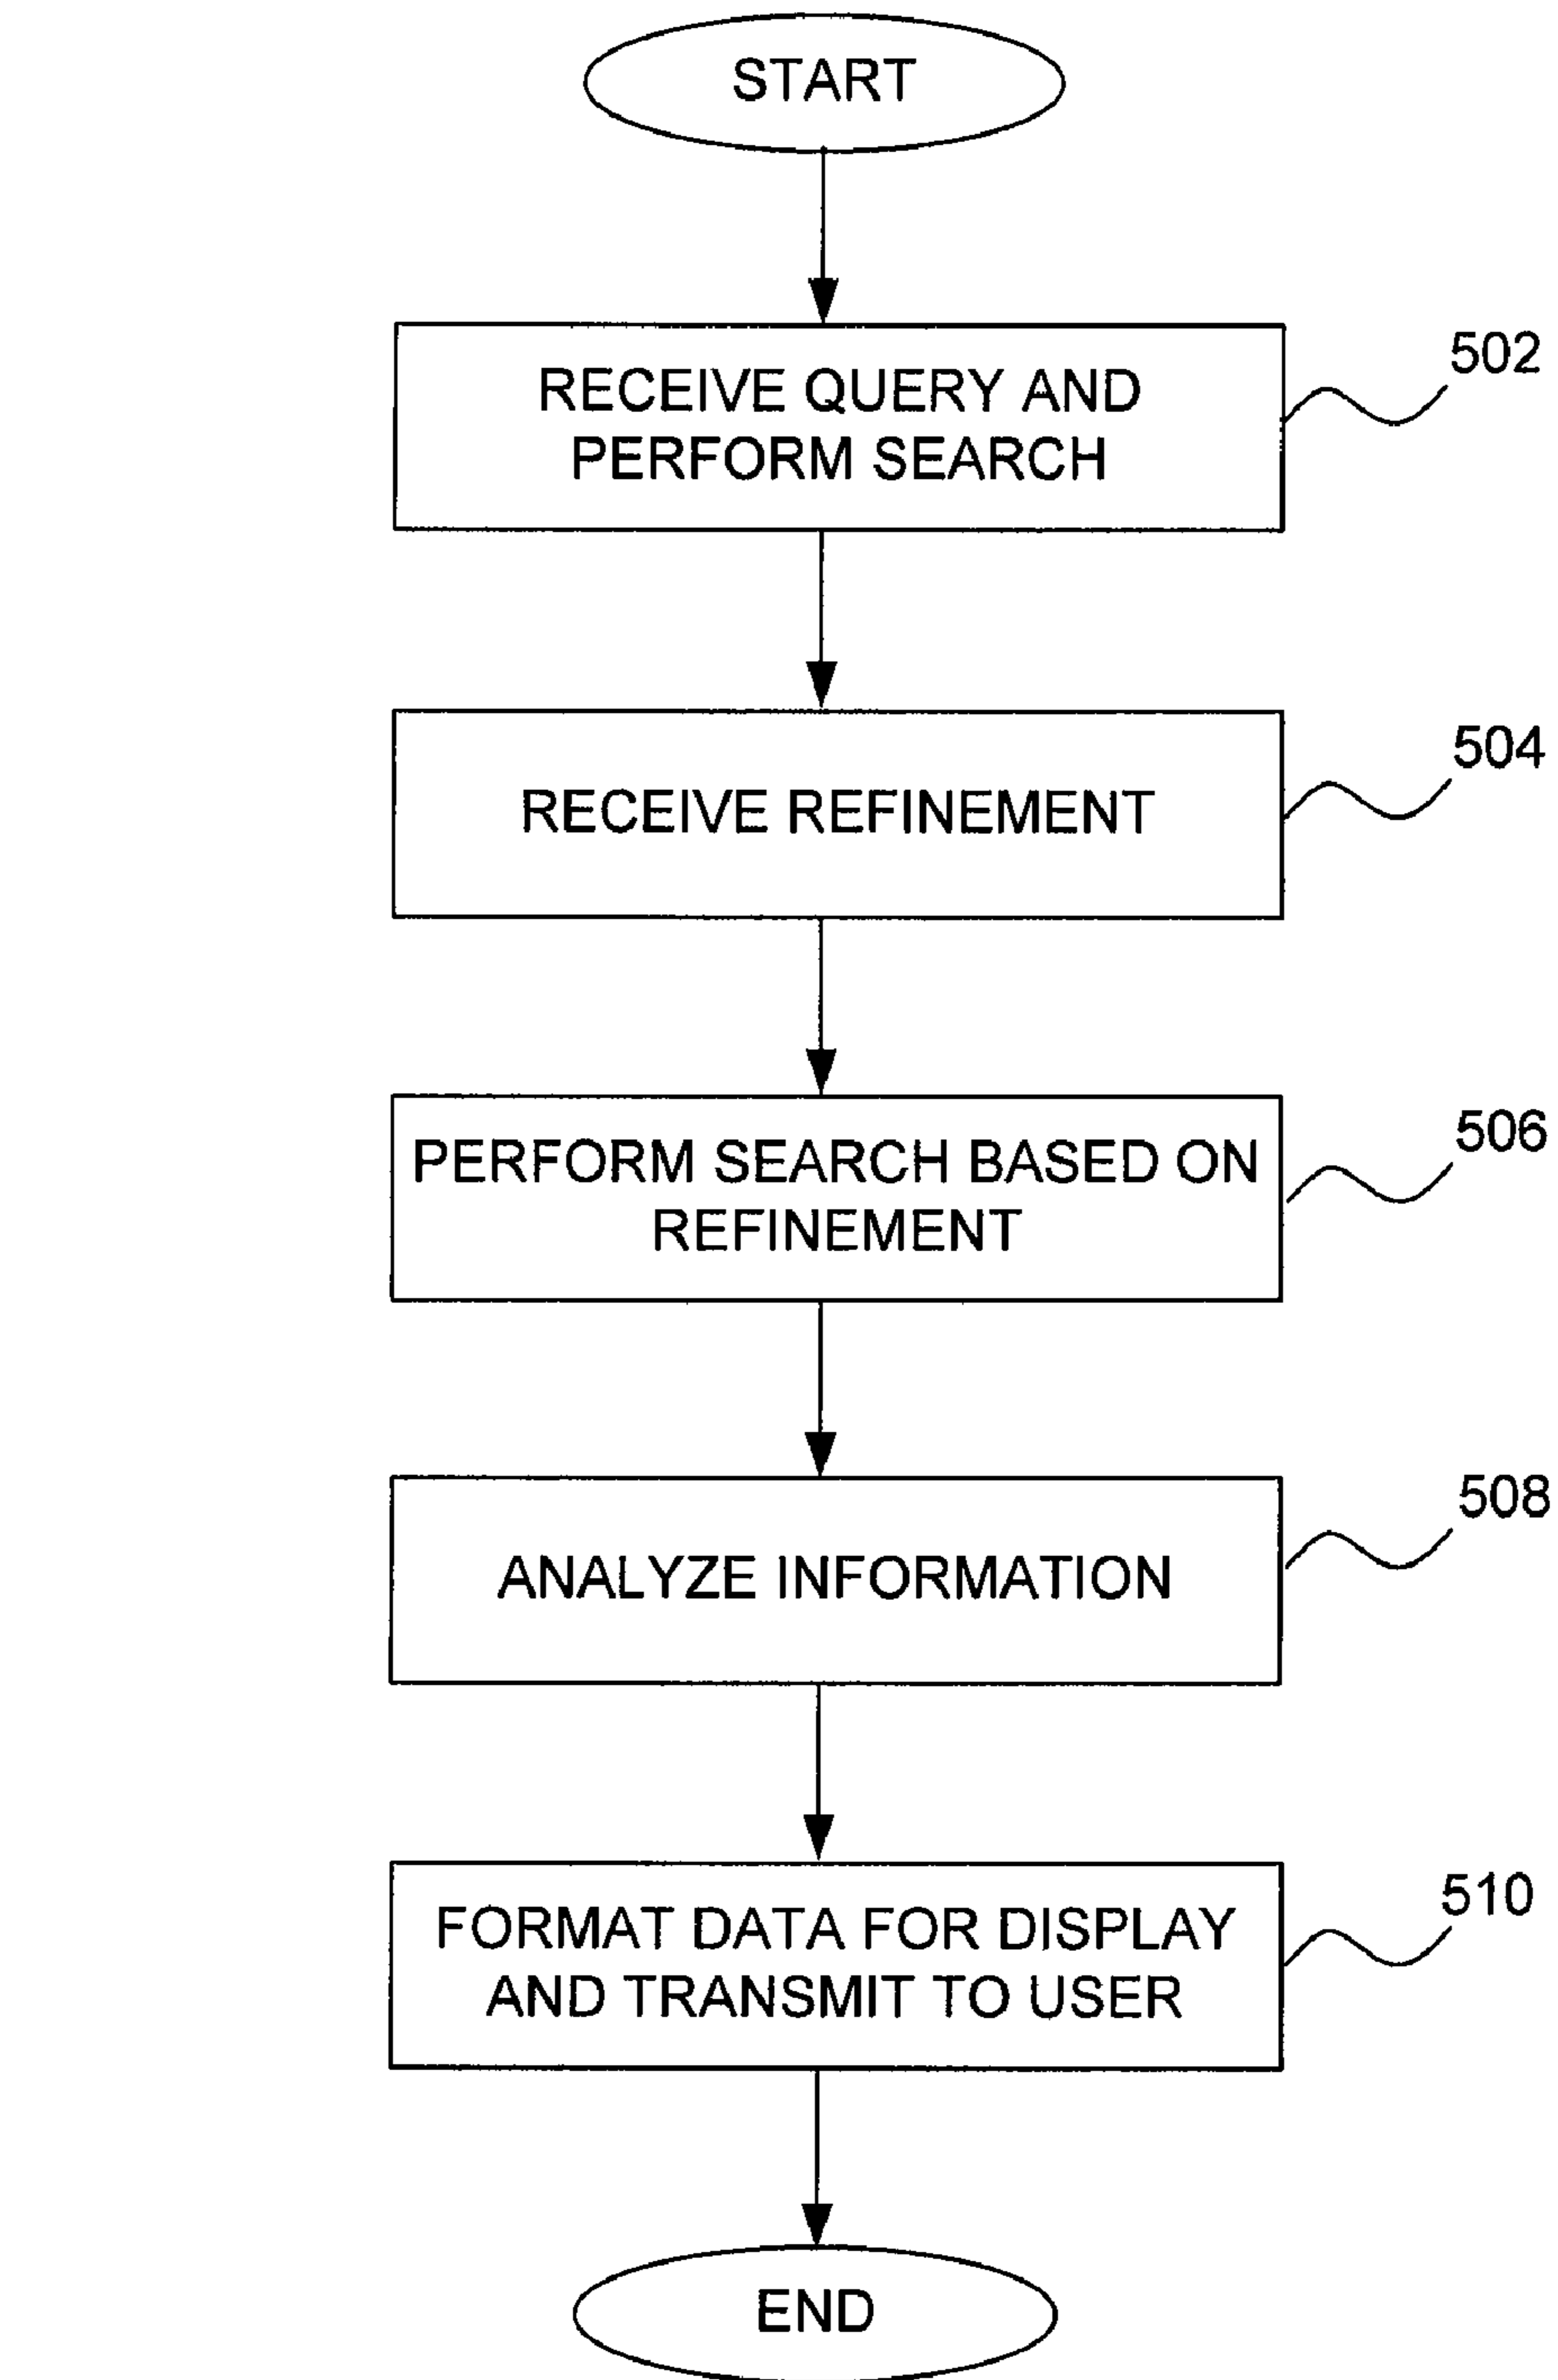 START
RECEIVE QUERY AND
PERFORM SEARCH
502
RECEIVE REFINEMENT
504
PERFORM SEARCH BASED ON
REFINEMENT
506
ANALYZE INFORMATION
508
FORMAT DATA FOR DISPLAY
AND TRANSMIT TO USER
510
END